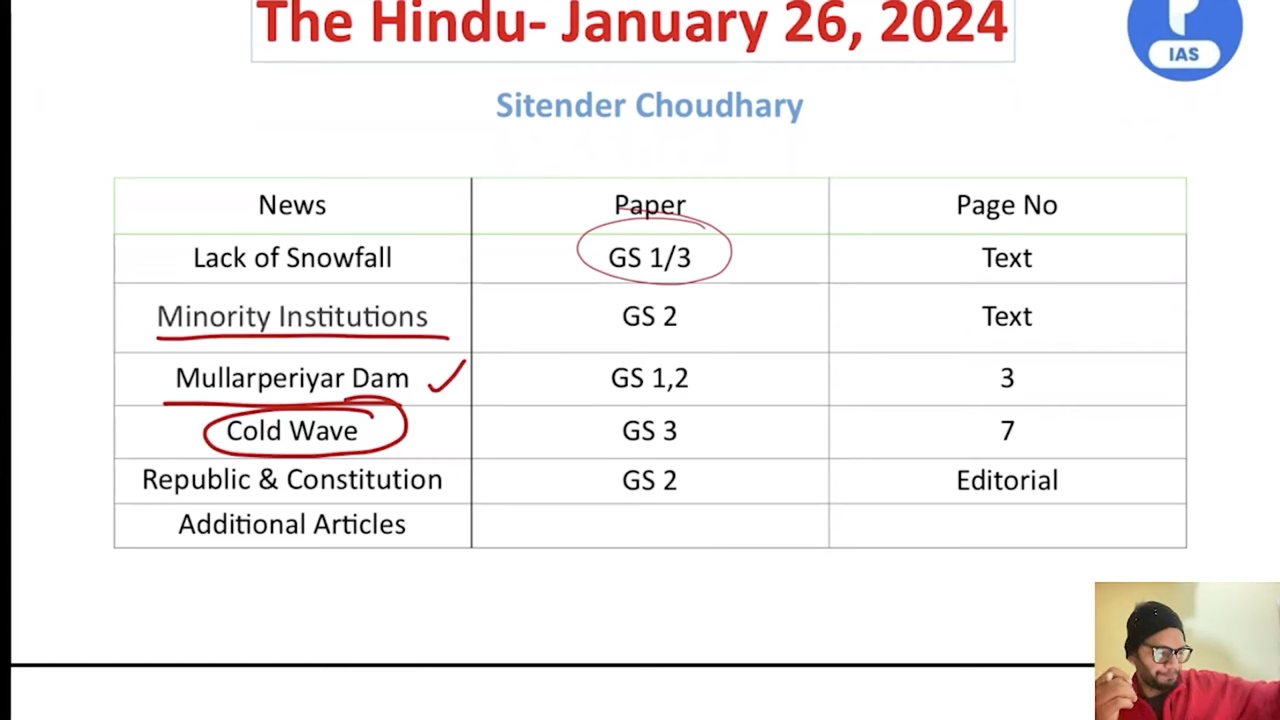 The Hindu- January 26, 2024
IAS
Sitender Choudhary
News Paper Page No
Lack of Snowfall GS 1/3 Text
Minority Institutions GS 2 Text
Mullarperiyar Dam GS 1,2 3
Cold Wave GS 3 7
Republic & Constitution GS 2 Editorial
Additional Articles